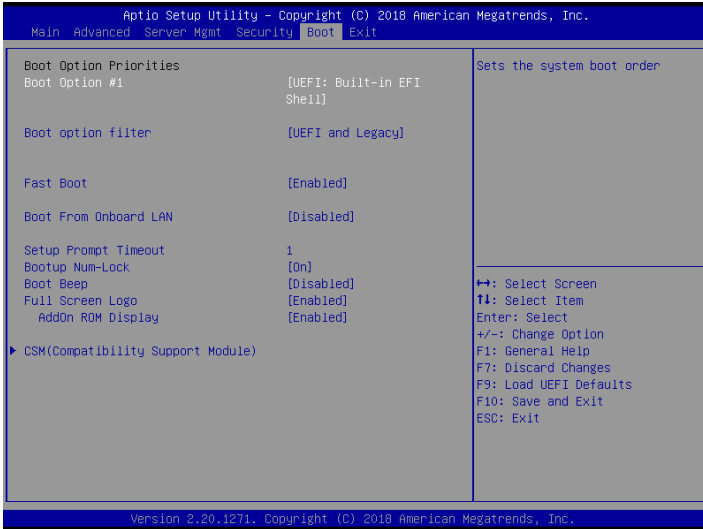 Aptio Setup Utility – Copyright (C) 2018 American Megatrends, Inc.
Main Advanced Server Mgmt Security Boot Exit
Boot Option Priorities
Boot Option #1 [UEFI: Built-in EFI
Shell]
Boot option filter [UEFI and Legacy]
Fast Boot [Enabled]
Boot From Onboard LAN [Disabled]
Setup Prompt Timeout 1
Bootup Num-Lock [On]
Boot Beep [Disabled]
Full Screen Logo [Enabled]
AddOn ROM Display [Enabled]
CSM(Compatibility Support Module)
Sets the system boot order
↔: Select Screen
↑↓: Select Item
Enter: Select
+/-: Change Option
F1: General Help
F7: Discard Changes
F9: Load UEFI Defaults
F10: Save and Exit
ESC: Exit
Version 2.20.1271. Copyright (C) 2018 American Megatrends, Inc.